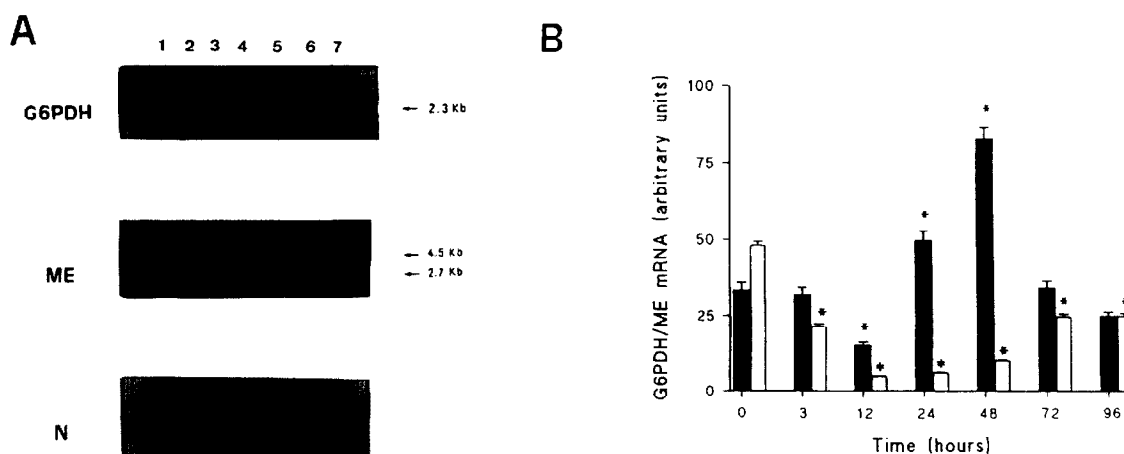 A
1 2 3 4 5 6 7
G6PDH
← 2.3 Kb
ME
← 4.5 Kb
← 2.7 Kb
N
B
G6PDH/ME mRNA (arbitrary units)
100
75
50
25
0
* * * * * * * * *
0 3 12 24 48 72 96
Time (hours)